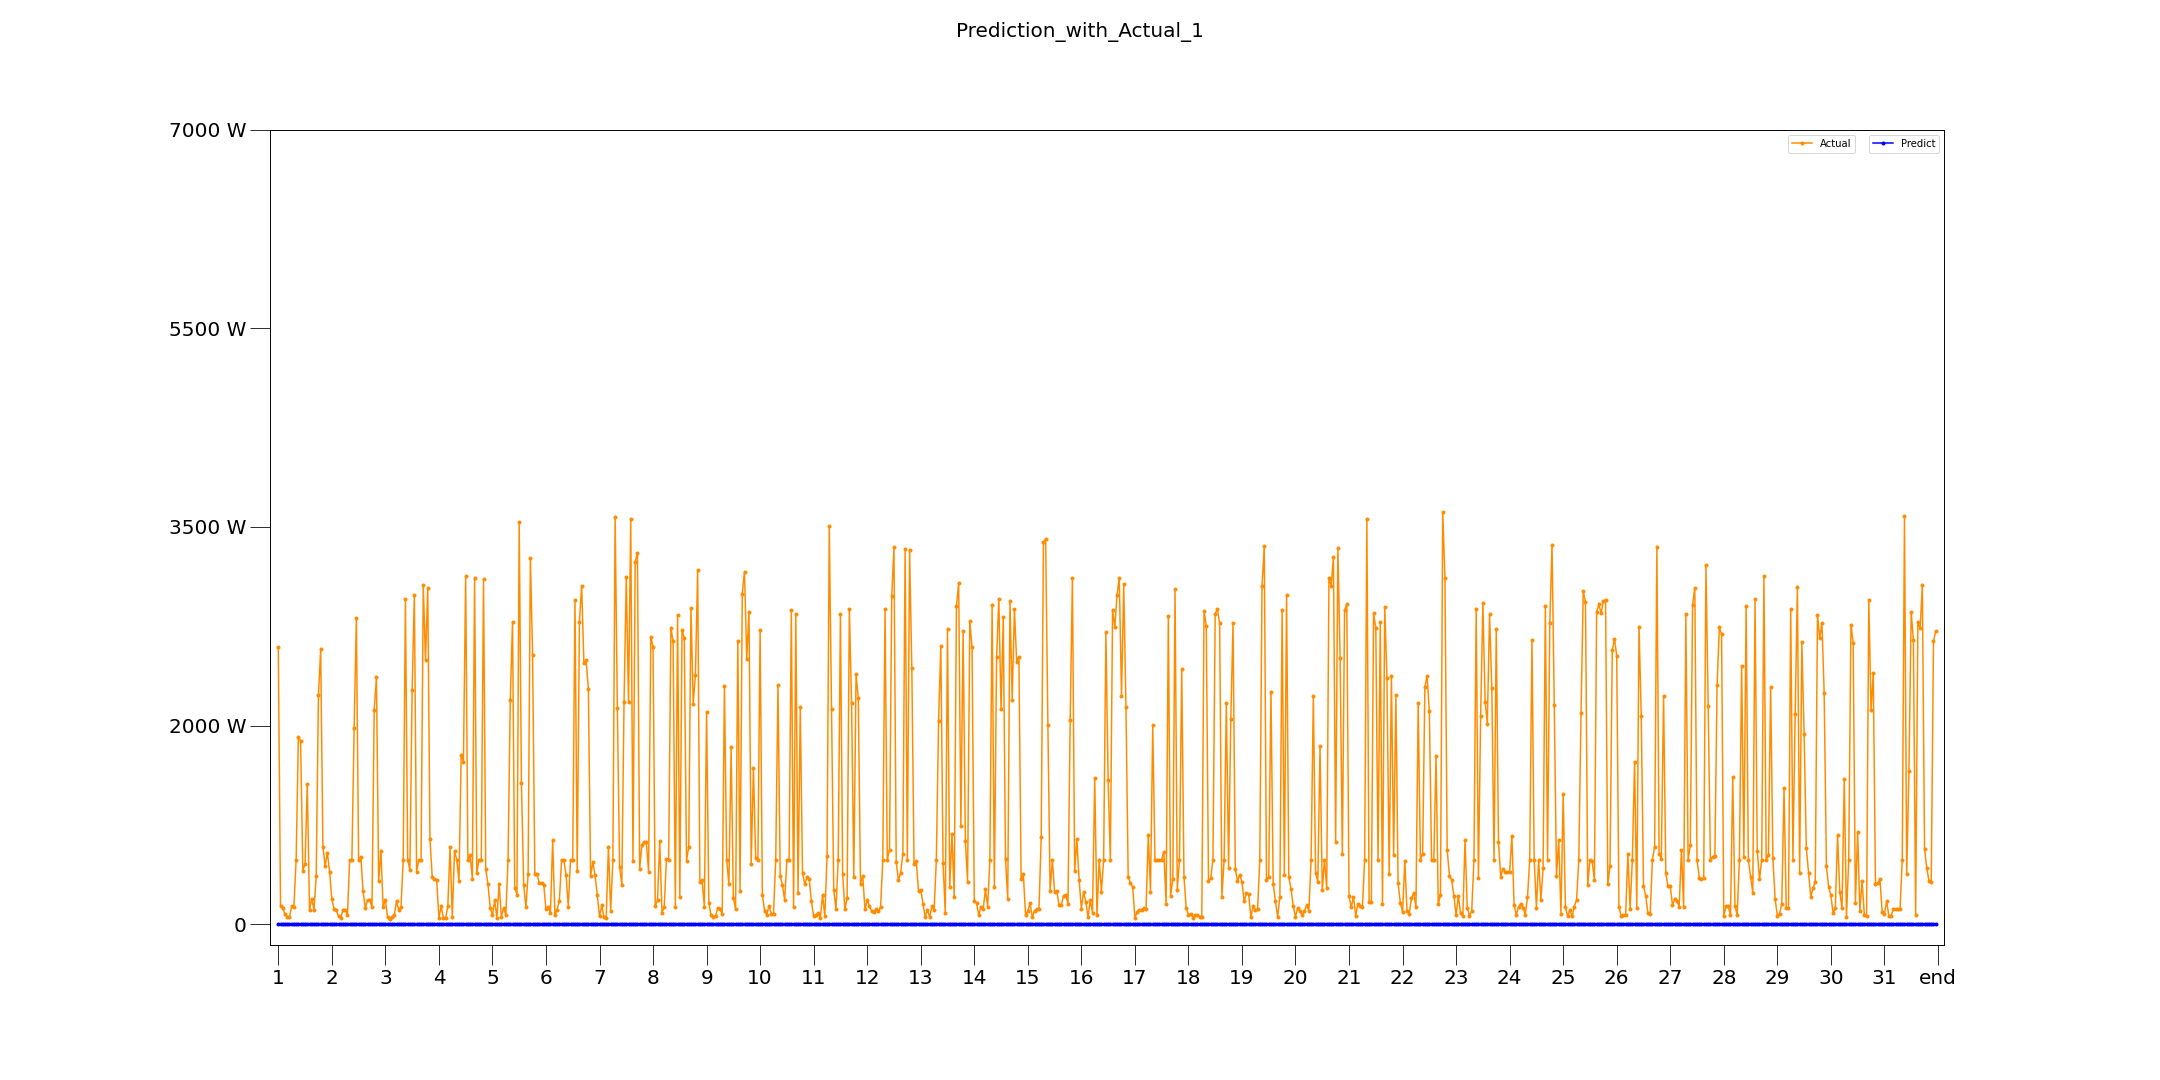 Prediction_with_Actual_1
7000 W
Actual Predict
5500 W
3500 W
2000 W
0
1 2 3 4 5 6 7 8 9 10 11 12 13 14 15 16 17 18 19 20 21 22 23 24 25 26 27 28 29 30 31 end